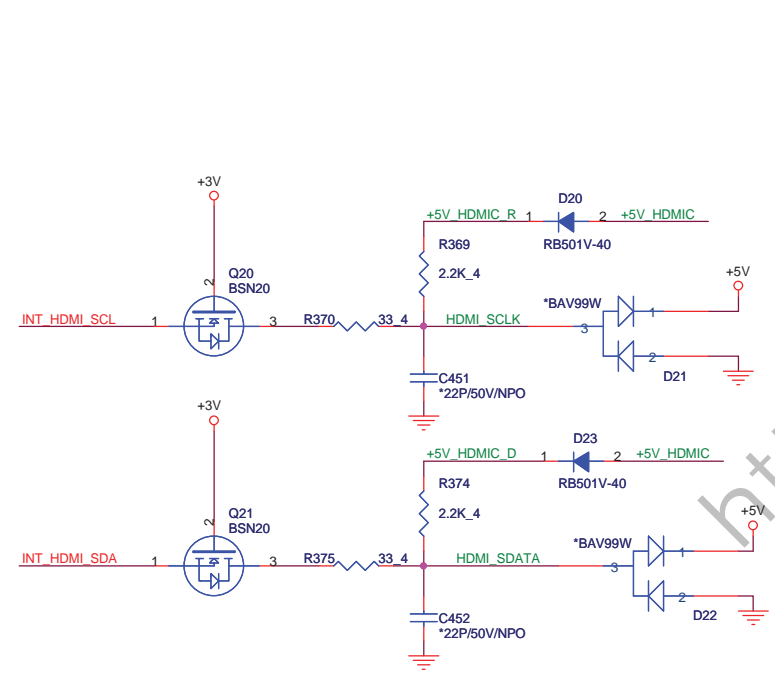 +3V
2
Q20
BSN20
INT_HDMI_SCL
1
3
R370
33_4
+5V_HDMIC_R
1
D20
2
+5V_HDMIC
RB501V-40
R369
2.2K_4
HDMI_SCLK
*BAV99W
3
1
2
+5V
D21
C451
*22P/50V/NPO
+3V
2
Q21
BSN20
INT_HDMI_SDA
1
3
R375
33_4
+5V_HDMIC_D
1
D23
2
+5V_HDMIC
RB501V-40
R374
2.2K_4
HDMI_SDATA
*BAV99W
3
1
2
+5V
D22
C452
*22P/50V/NPO
htt